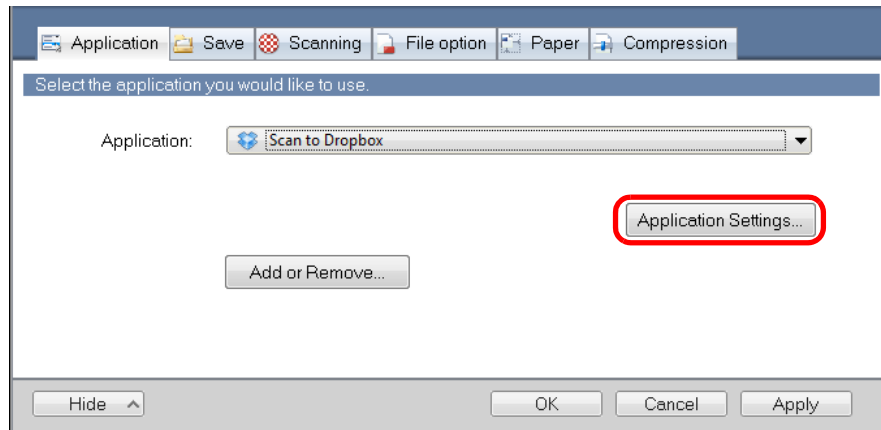 Application Save Scanning File option Paper Compression
Select the application you would like to use.
Application: Scan to Dropbox
Application Settings...
Add or Remove...
Hide OK Cancel Apply